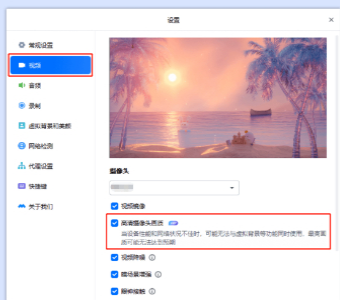 设置
常规设置
视频
音频
录制
虚拟背景和美颜
网络检测
代理设置
快捷键
关于我们
摄像头
视频镜像
高清摄像头画质
当设备性能和网络状况不佳时，可能无法与虚拟背景等功能同时使用，最高画
质可能无法达到预期
视频降噪
暗场景增强